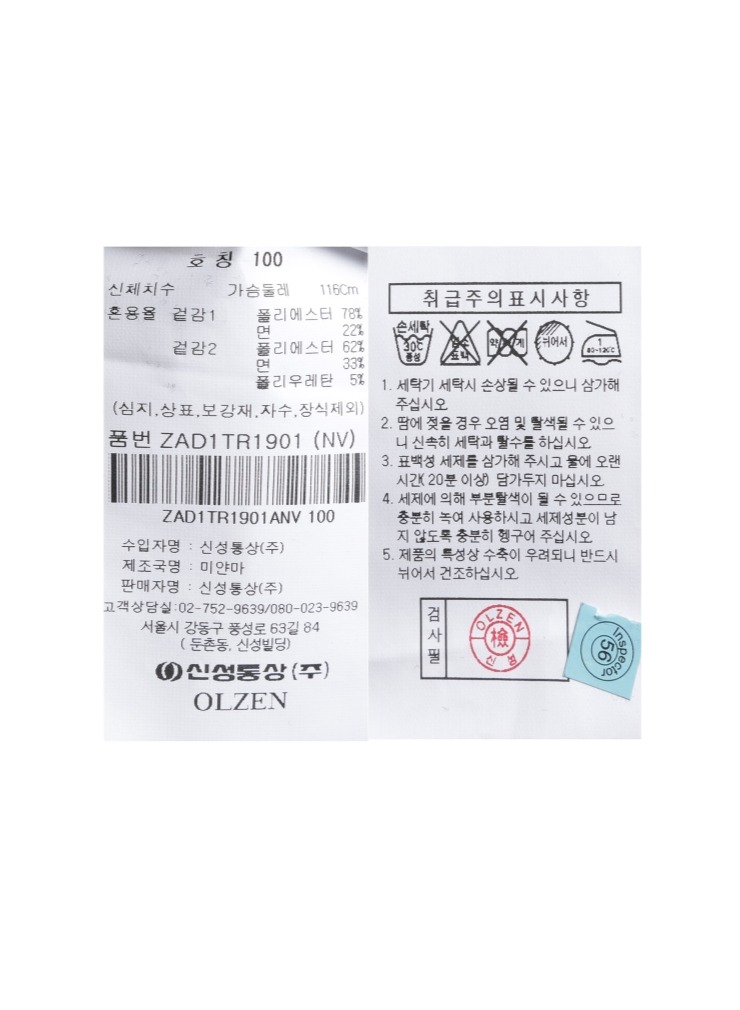 호칭 100
신체치수 가슴둘레 116Cm
혼용율 겉감1 폴리에스터 78%
면 22%
겉감2 폴리에스터 62%
면 33%
폴리우레탄 5%
(심지,상표,보강재,자수,장식제외)
품번 ZAD1TR1901 (NV)
ZAD1TR1901ANV 100
수입자명 : 신성통상(주)
제조국명 : 미얀마
판매자명 : 신성통상(주)
고객상담실:02-752-9639/080-023-9639
서울시 강동구 풍성로 63길 84
( 둔촌동, 신성빌딩)
신성통상(주)
OLZEN
취급주의표시사항
손세탁 30℃ 중성
염소 표백
뉘어서
1 80~120℃
1. 세탁기 세탁시 손상될 수 있으니 삼가해
주십시오.
2. 땀에 젖을 경우 오염 및 탈색될 수 있으
니 신속히 세탁과 탈수를 하십시오.
3. 표백성 세제를 삼가해 주시고 물에 오랜
시간( 20분 이상) 담가두지 마십시오.
4. 세제에 의해 부분탈색이 될 수 있으므로
충분히 녹여 사용하시고 세제성분이 남
지 않도록 충분히 헹구어 주십시오.
5. 제품의 특성상 수축이 우려되니 반드시
뉘어서 건조하십시오.
검사필
OLZEN
檢
신성
Inspector
56